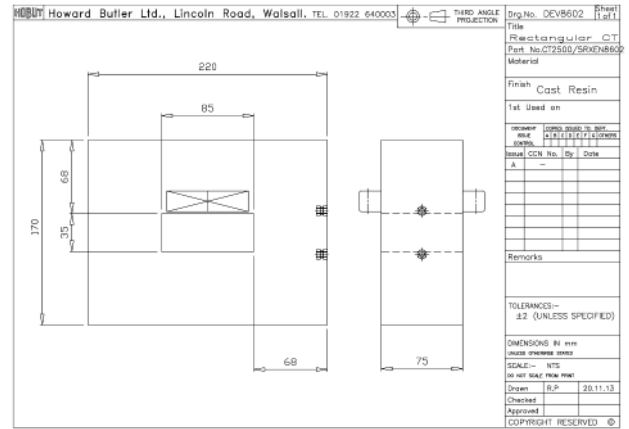 HOBUT Howard Butler Ltd., Lincoln Road, Walsall. TEL. 01922 640003
THIRD ANGLE
PROJECTION
Drg.No. DEV8602
Sheet
1 of 1
Title
Rectangular CT
Part No.CT2500/SRXEN8602
Material
Finish
Cast Resin
1st Used on
DOCUMENT
ISSUE
CONTROL
COPIES ISSUED TO DEPT.
A B C D E F G OTHERS
Issue CCN No. By Date
A -
Remarks
TOLERANCES:-
±2 (UNLESS SPECIFIED)
DIMENSIONS IN mm
UNLESS OTHERWISE STATED
SCALE:- NTS
DO NOT SCALE FROM PRINT
Drawn R.P 20.11.13
Checked
Approved
COPYRIGHT RESERVED ©
220
85
68
35
170
68
75